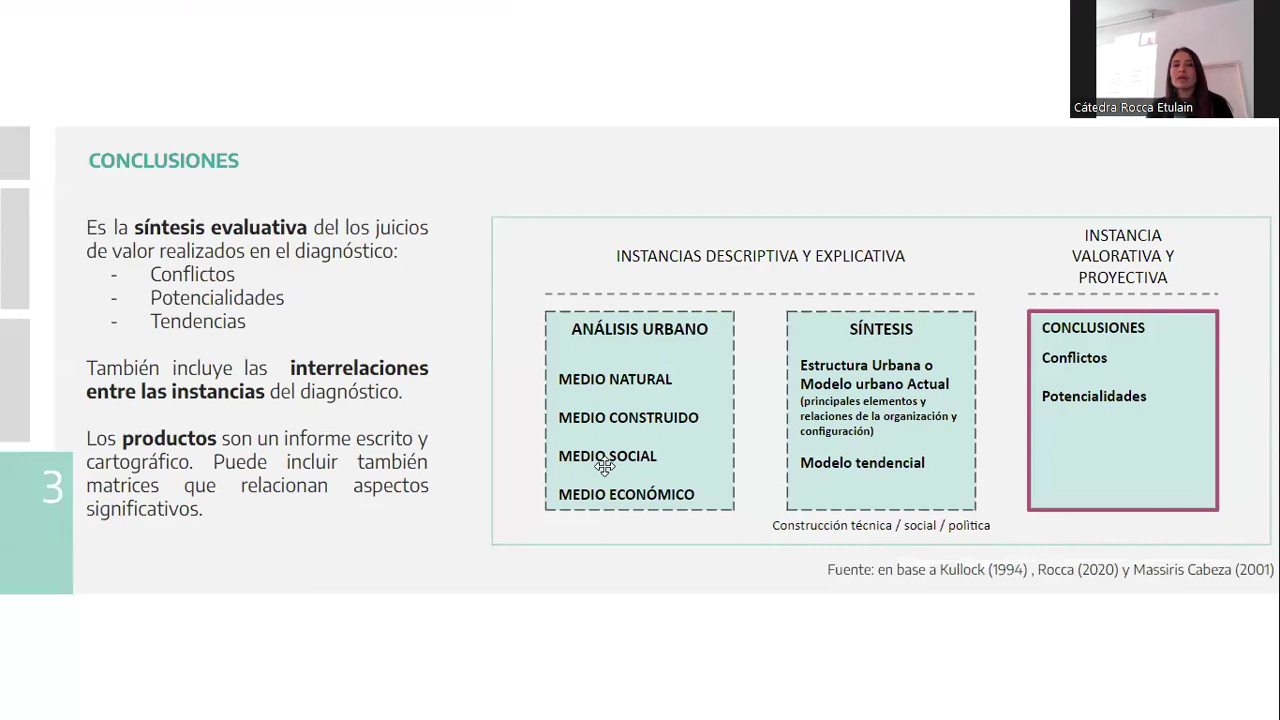 Cátedra Rocca Etulain
CONCLUSIONES
Es la síntesis evaluativa del los juicios
de valor realizados en el diagnóstico:
- Conflictos
- Potencialidades
- Tendencias
También incluye las interrelaciones
entre las instancias del diagnóstico.
Los productos son un informe escrito y
cartográfico. Puede incluir también
matrices que relacionan aspectos
significativos.
3
INSTANCIAS DESCRIPTIVA Y EXPLICATIVA
INSTANCIA
VALORATIVA Y
PROYECTIVA
ANÁLISIS URBANO
MEDIO NATURAL
MEDIO CONSTRUIDO
MEDIO SOCIAL
MEDIO ECONÓMICO
SÍNTESIS
Estructura Urbana o
Modelo urbano Actual
(principales elementos y
relaciones de la organización y
configuración)
Modelo tendencial
Construcción técnica / social / polìtica
CONCLUSIONES
Conflictos
Potencialidades
Fuente: en base a Kullock (1994) , Rocca (2020) y Massiris Cabeza (2001)